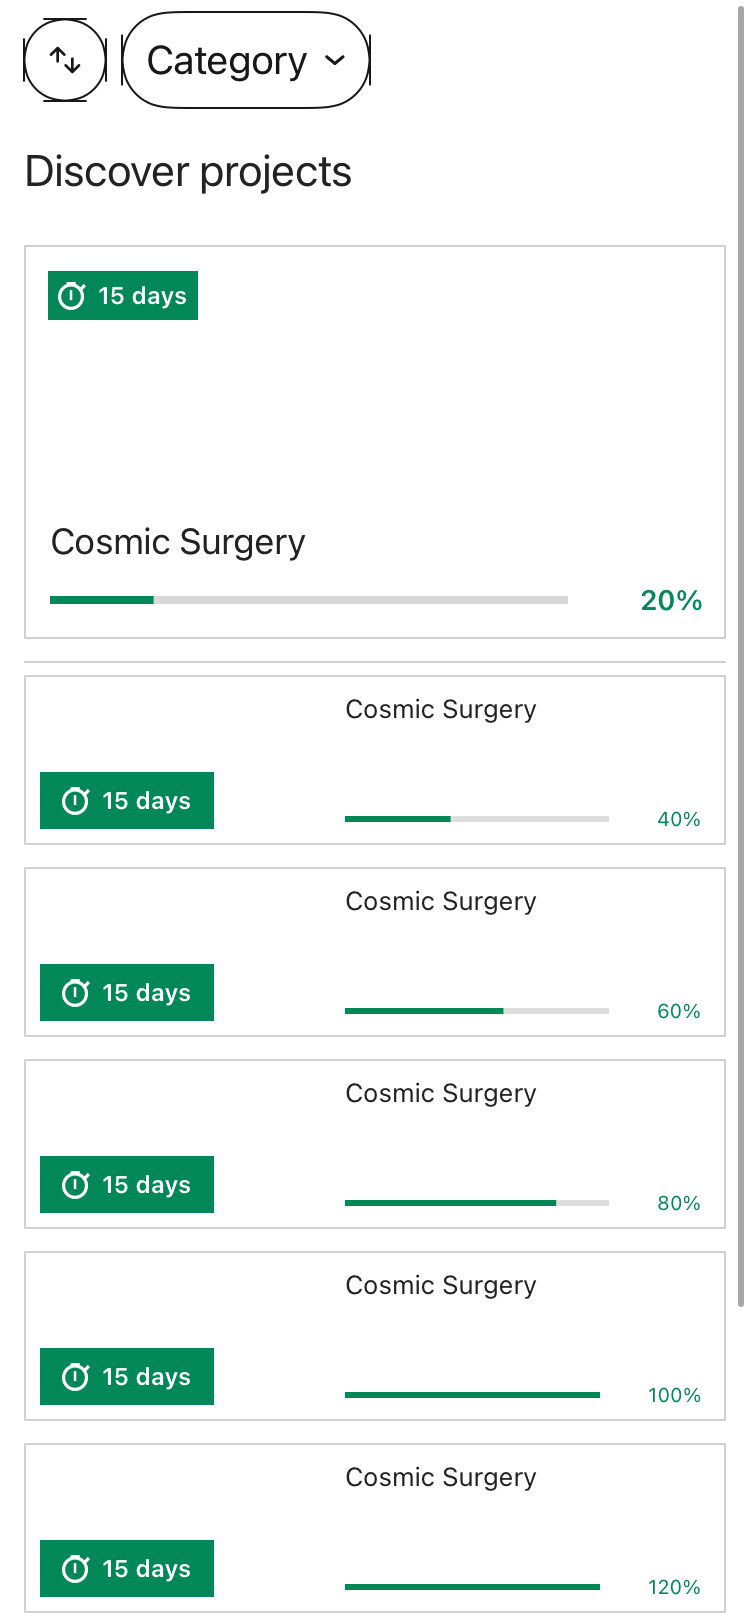 Category
Discover projects
15 days
Cosmic Surgery
20%
Cosmic Surgery
15 days
40%
Cosmic Surgery
15 days
60%
Cosmic Surgery
15 days
80%
Cosmic Surgery
15 days
100%
Cosmic Surgery
15 days
120%